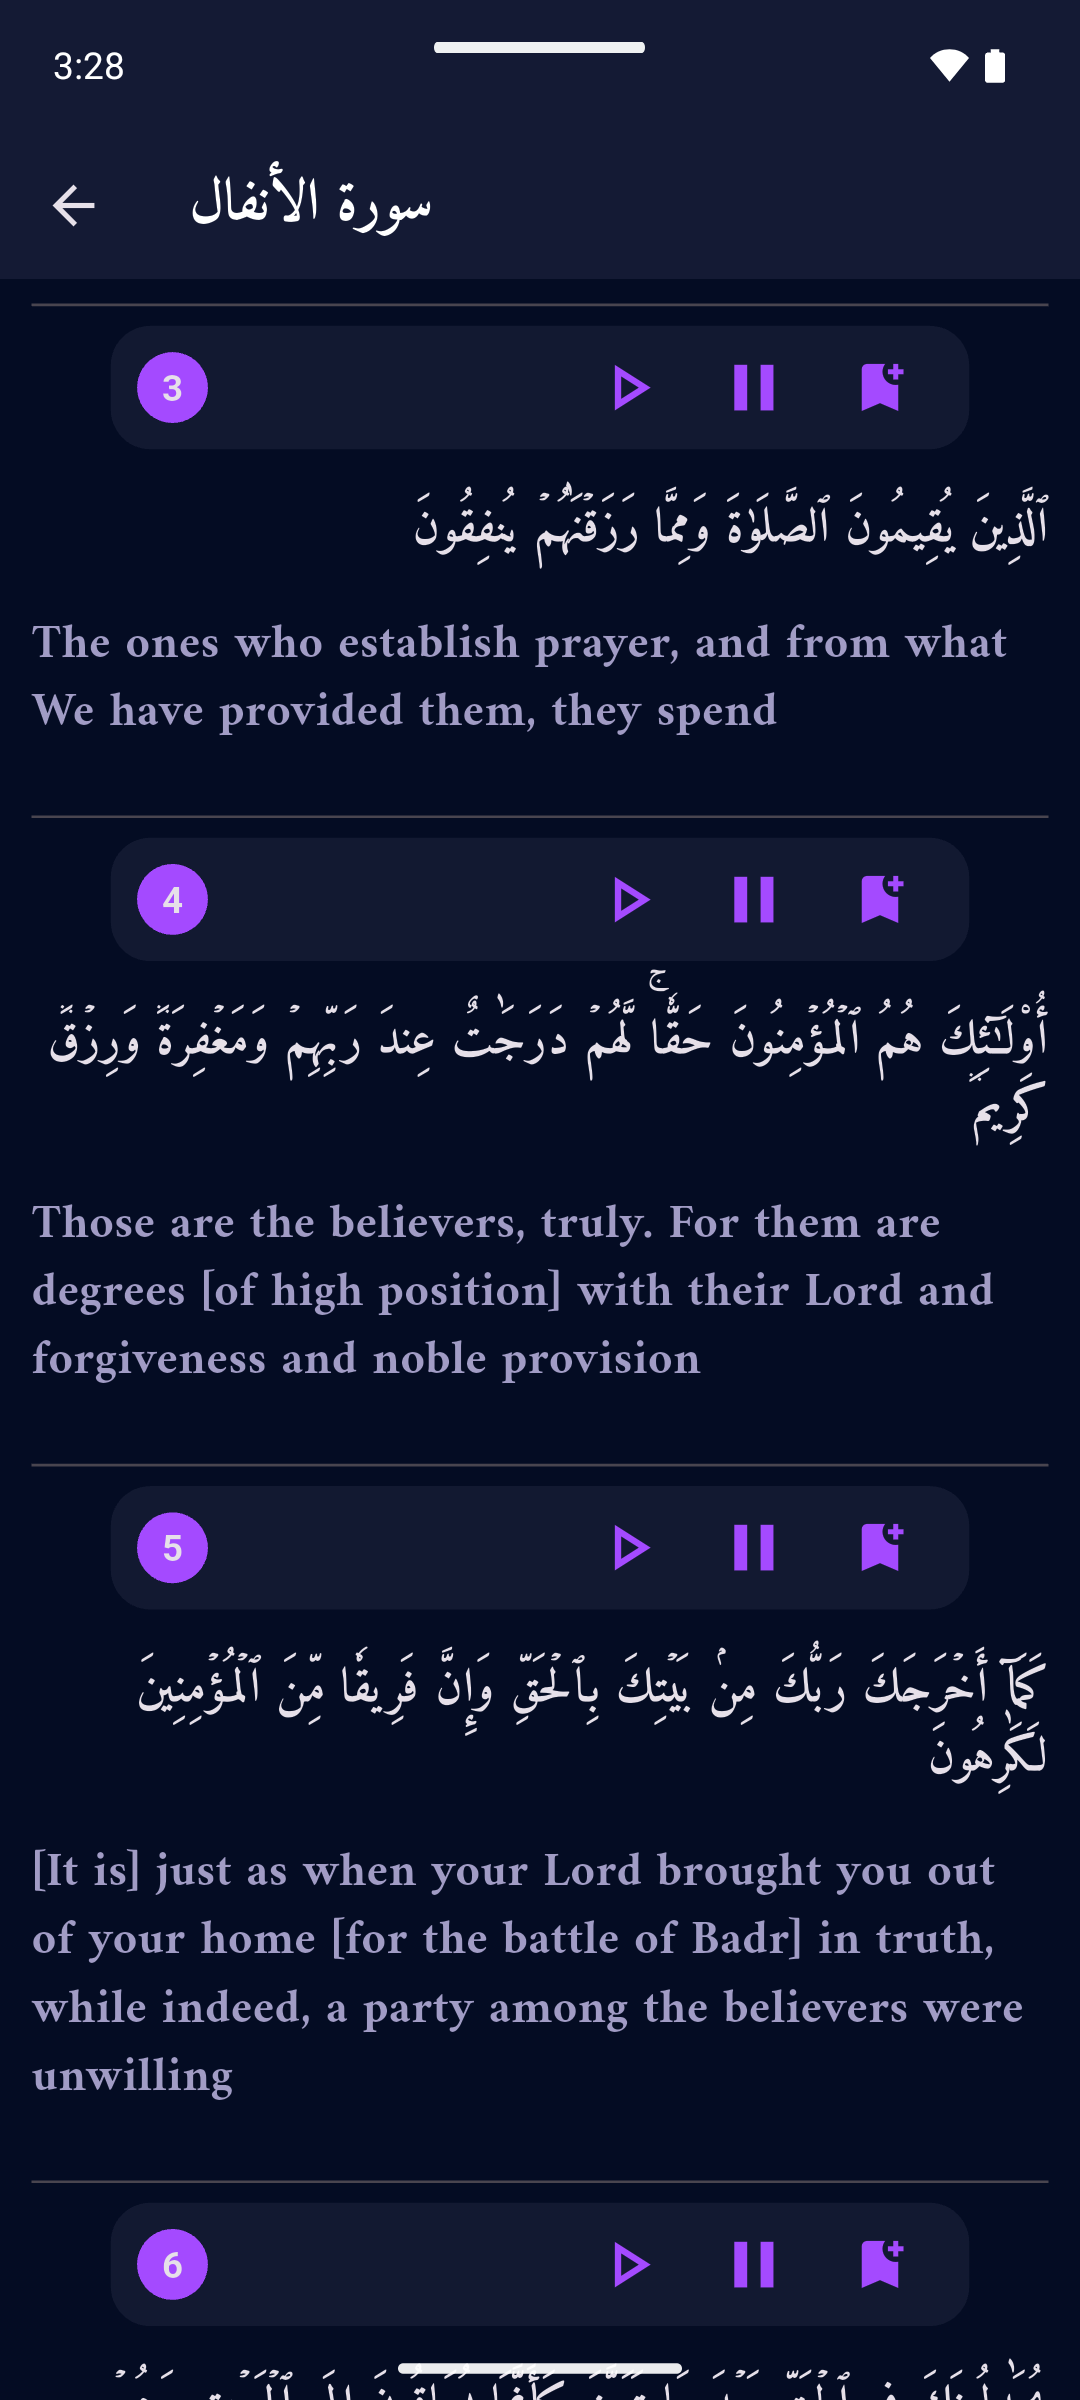 3:28
سورة الأنفال
3
ٱلَّذِينَ يُقِيمُونَ ٱلصَّلَوٰةَ وَمِمَّا رَزَقۡنَٰهُمۡ يُنفِقُونَ
The ones who establish prayer, and from what
We have provided them, they spend
4
أُوْلَـٰٓئِكَ هُمُ ٱلۡمُؤۡمِنُونَ حَقّٗاۚ لَّهُمۡ دَرَجَٰتٌ عِندَ رَبِّهِمۡ وَمَغۡفِرَةٞ وَرِزۡقٞ
كَرِيمٞ
Those are the believers, truly. For them are
degrees [of high position] with their Lord and
forgiveness and noble provision
5
كَمَآ أَخۡرَجَكَ رَبُّكَ مِنۢ بَيۡتِكَ بِٱلۡحَقِّ وَإِنَّ فَرِيقٗا مِّنَ ٱلۡمُؤۡمِنِينَ
لَكَٰرِهُونَ
[It is] just as when your Lord brought you out
of your home [for the battle of Badr] in truth,
while indeed, a party among the believers were
unwilling
6